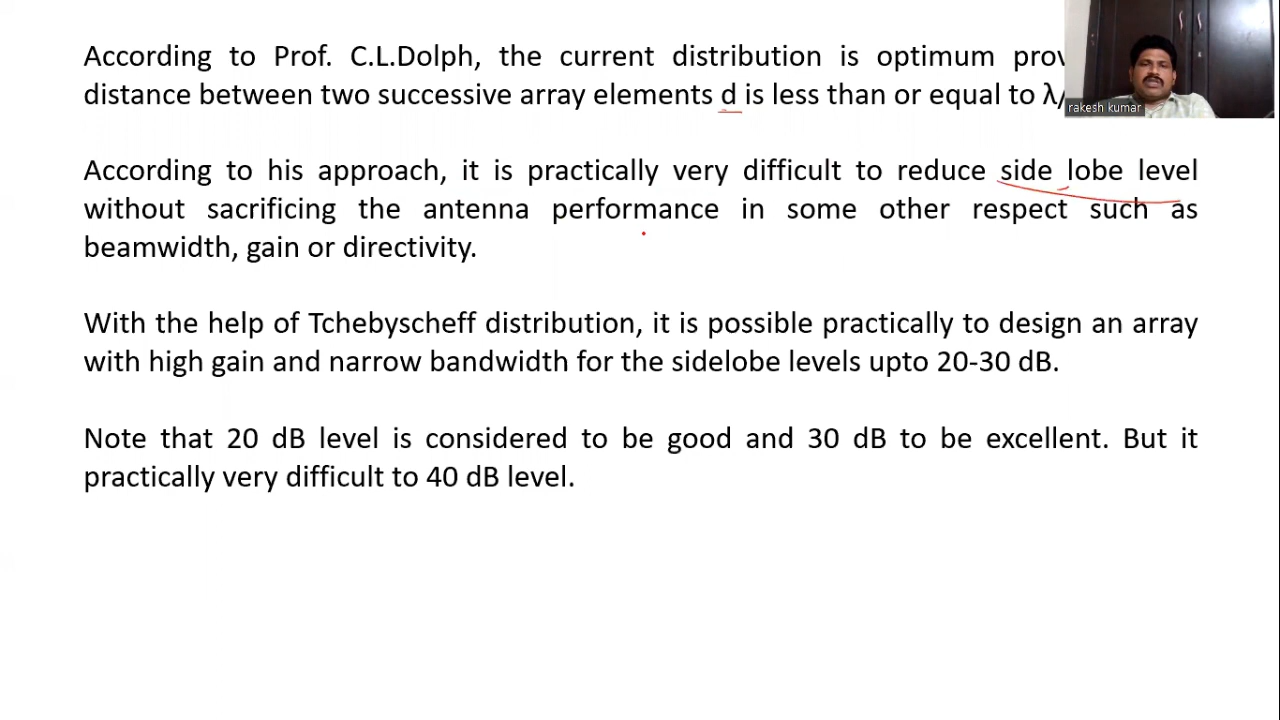 According to Prof. C.L.Dolph, the current distribution is optimum prov
distance between two successive array elements d is less than or equal to λ/
rakesh kumar
According to his approach, it is practically very difficult to reduce side lobe level
without sacrificing the antenna performance in some other respect such as
beamwidth, gain or directivity.
With the help of Tchebyscheff distribution, it is possible practically to design an array
with high gain and narrow bandwidth for the sidelobe levels upto 20-30 dB.
Note that 20 dB level is considered to be good and 30 dB to be excellent. But it
practically very difficult to 40 dB level.